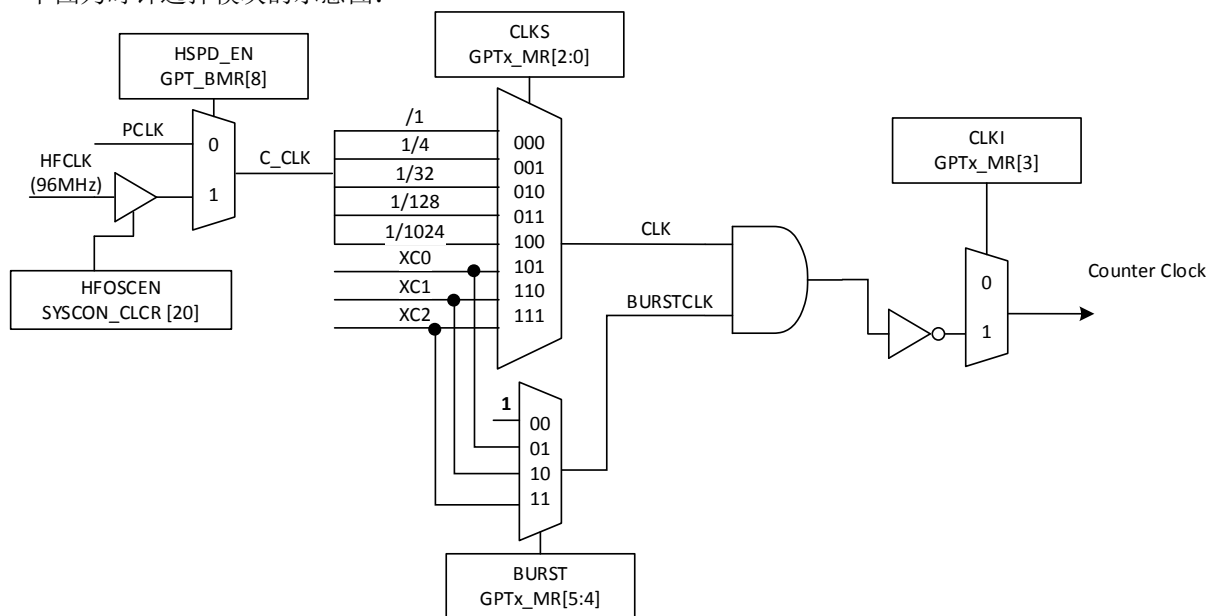 HSPD_EN
GPT_BMR[8]
PCLK
HFCLK
(96MHz)
0
1
C_CLK
HFOSCEN
SYSCON_CLCR [20]
CLKS
GPTx_MR[2:0]
/1
1/4
1/32
1/128
1/1024
XC0
XC1
XC2
000
001
010
011
100
101
110
111
CLK
BURSTCLK
1
00
01
10
11
BURST
GPTx_MR[5:4]
CLKI
GPTx_MR[3]
0
1
Counter Clock